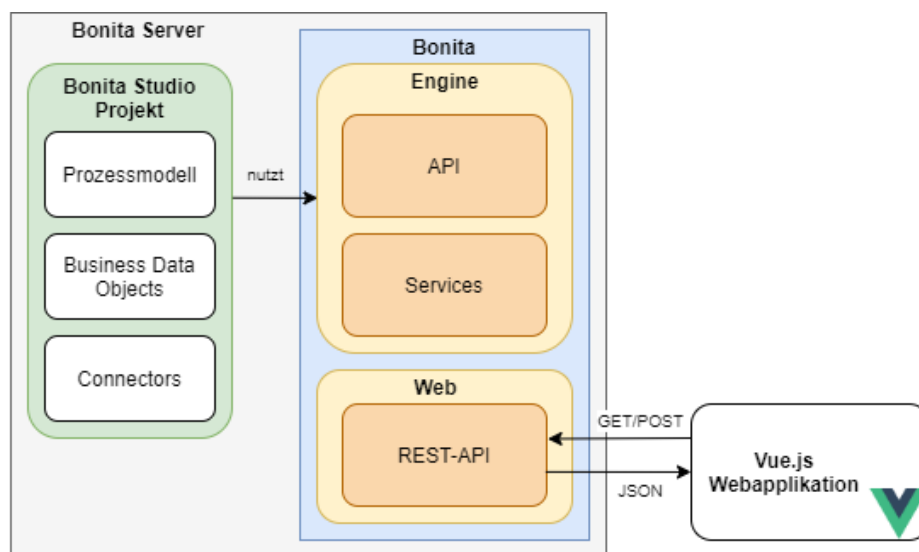 Bonita Server
Bonita Studio
Projekt
Prozessmodell
Business Data
Objects
Connectors
nutzt
Bonita
Engine
API
Services
Web
REST-API
GET/POST
JSON
Vue.js
Webapplikation